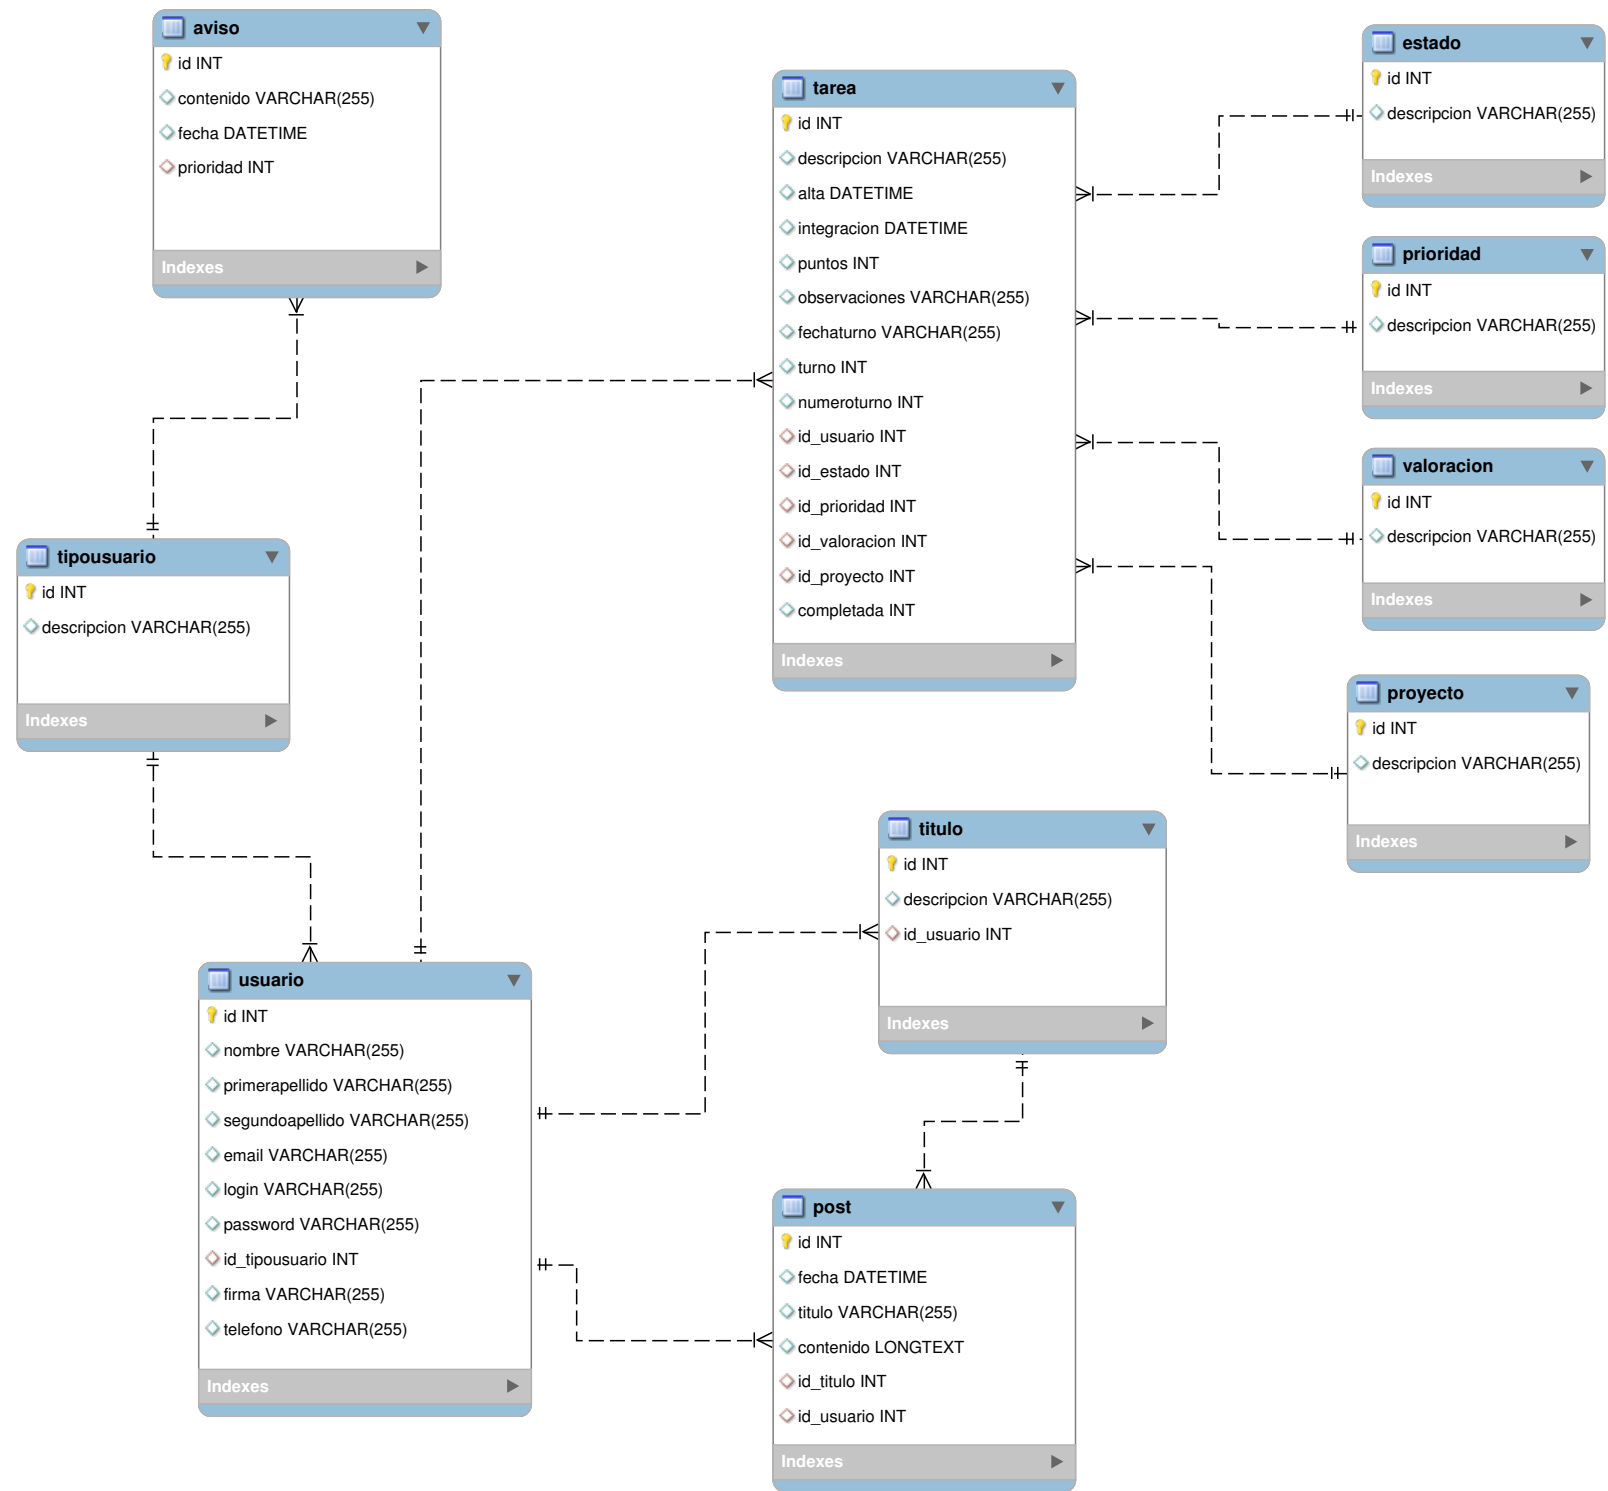 aviso
id INT
contenido VARCHAR(255)
fecha DATETIME
prioridad INT
Indexes
tarea
id INT
descripcion VARCHAR(255)
alta DATETIME
integracion DATETIME
puntos INT
observaciones VARCHAR(255)
fechaturno VARCHAR(255)
turno INT
numeroturno INT
id_usuario INT
id_estado INT
id_prioridad INT
id_valoracion INT
id_proyecto INT
completada INT
Indexes
estado
id INT
descripcion VARCHAR(255)
Indexes
prioridad
id INT
descripcion VARCHAR(255)
Indexes
valoracion
id INT
descripcion VARCHAR(255)
Indexes
tipousuario
id INT
descripcion VARCHAR(255)
Indexes
proyecto
id INT
descripcion VARCHAR(255)
Indexes
titulo
id INT
descripcion VARCHAR(255)
id_usuario INT
Indexes
usuario
id INT
nombre VARCHAR(255)
primerapellido VARCHAR(255)
segundoapellido VARCHAR(255)
email VARCHAR(255)
login VARCHAR(255)
password VARCHAR(255)
id_tipousuario INT
firma VARCHAR(255)
telefono VARCHAR(255)
Indexes
post
id INT
fecha DATETIME
titulo VARCHAR(255)
contenido LONGTEXT
id_titulo INT
id_usuario INT
Indexes